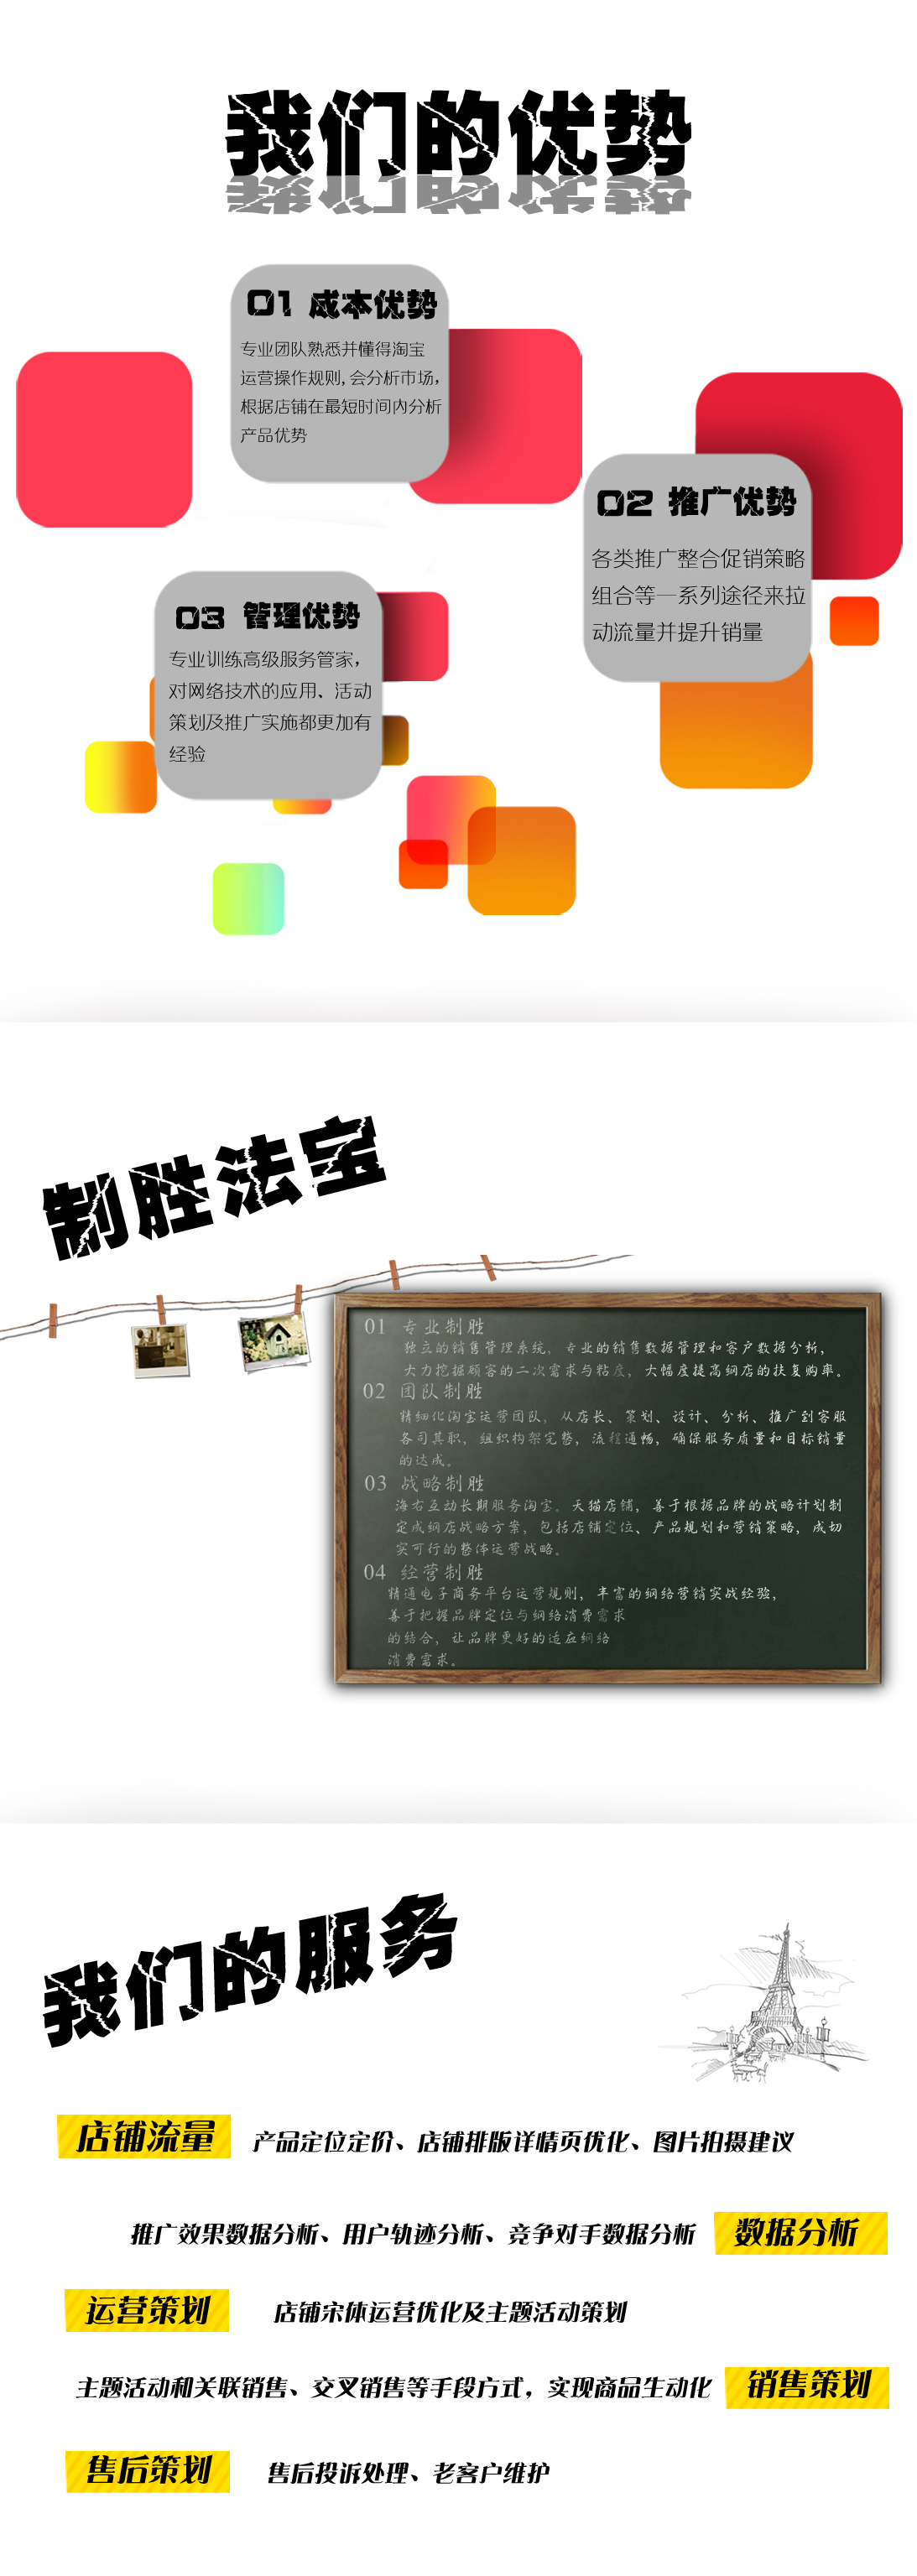 我们的优势
01 成本优势
专业团队熟悉并懂得淘宝
运营操作规则,会分析市场，
根据店铺在最短时间内分析
产品优势
02 推广优势
各类推广整合促销策略
组合等一系列途径来拉
动流量并提升销量
03 管理优势
专业训练高级服务管家，
对网络技术的应用、活动
策划及推广实施都更加有
经验
制胜法宝
01 专业制胜
独立的销售管理系统，专业的销售数据管理和客户数据分析，
大力挖掘顾客的二次需求与粘度，大幅度提高网店的扶复购率。
02 团队制胜
精细化淘宝运营团队，从店长、策划、设计、分析、推广到客服
各司其职，组织构架完整，流程通畅，确保服务质量和目标销量
的达成。
03 战略制胜
海右互动长期服务淘宝。天猫店铺，善于根据品牌的战略计划制
定成网店战略方案，包括店铺定位、产品规划和营销策略，成切
实可行的整体运营战略。
04 经营制胜
精通电子商务平台运营规则，丰富的网络营销实战经验，
善于把握品牌定位与网络消费需求
的结合，让品牌更好的适应网络
消费需求。
我们的服务
店铺流量 产品定位定价、店铺排版详情页优化、图片拍摄建议
推广效果数据分析、用户轨迹分析、竞争对手数据分析 数据分析
运营策划 店铺宋体运营优化及主题活动策划
主题活动和关联销售、交叉销售等手段方式，实现商品生动化 销售策划
售后策划 售后投诉处理、老客户维护